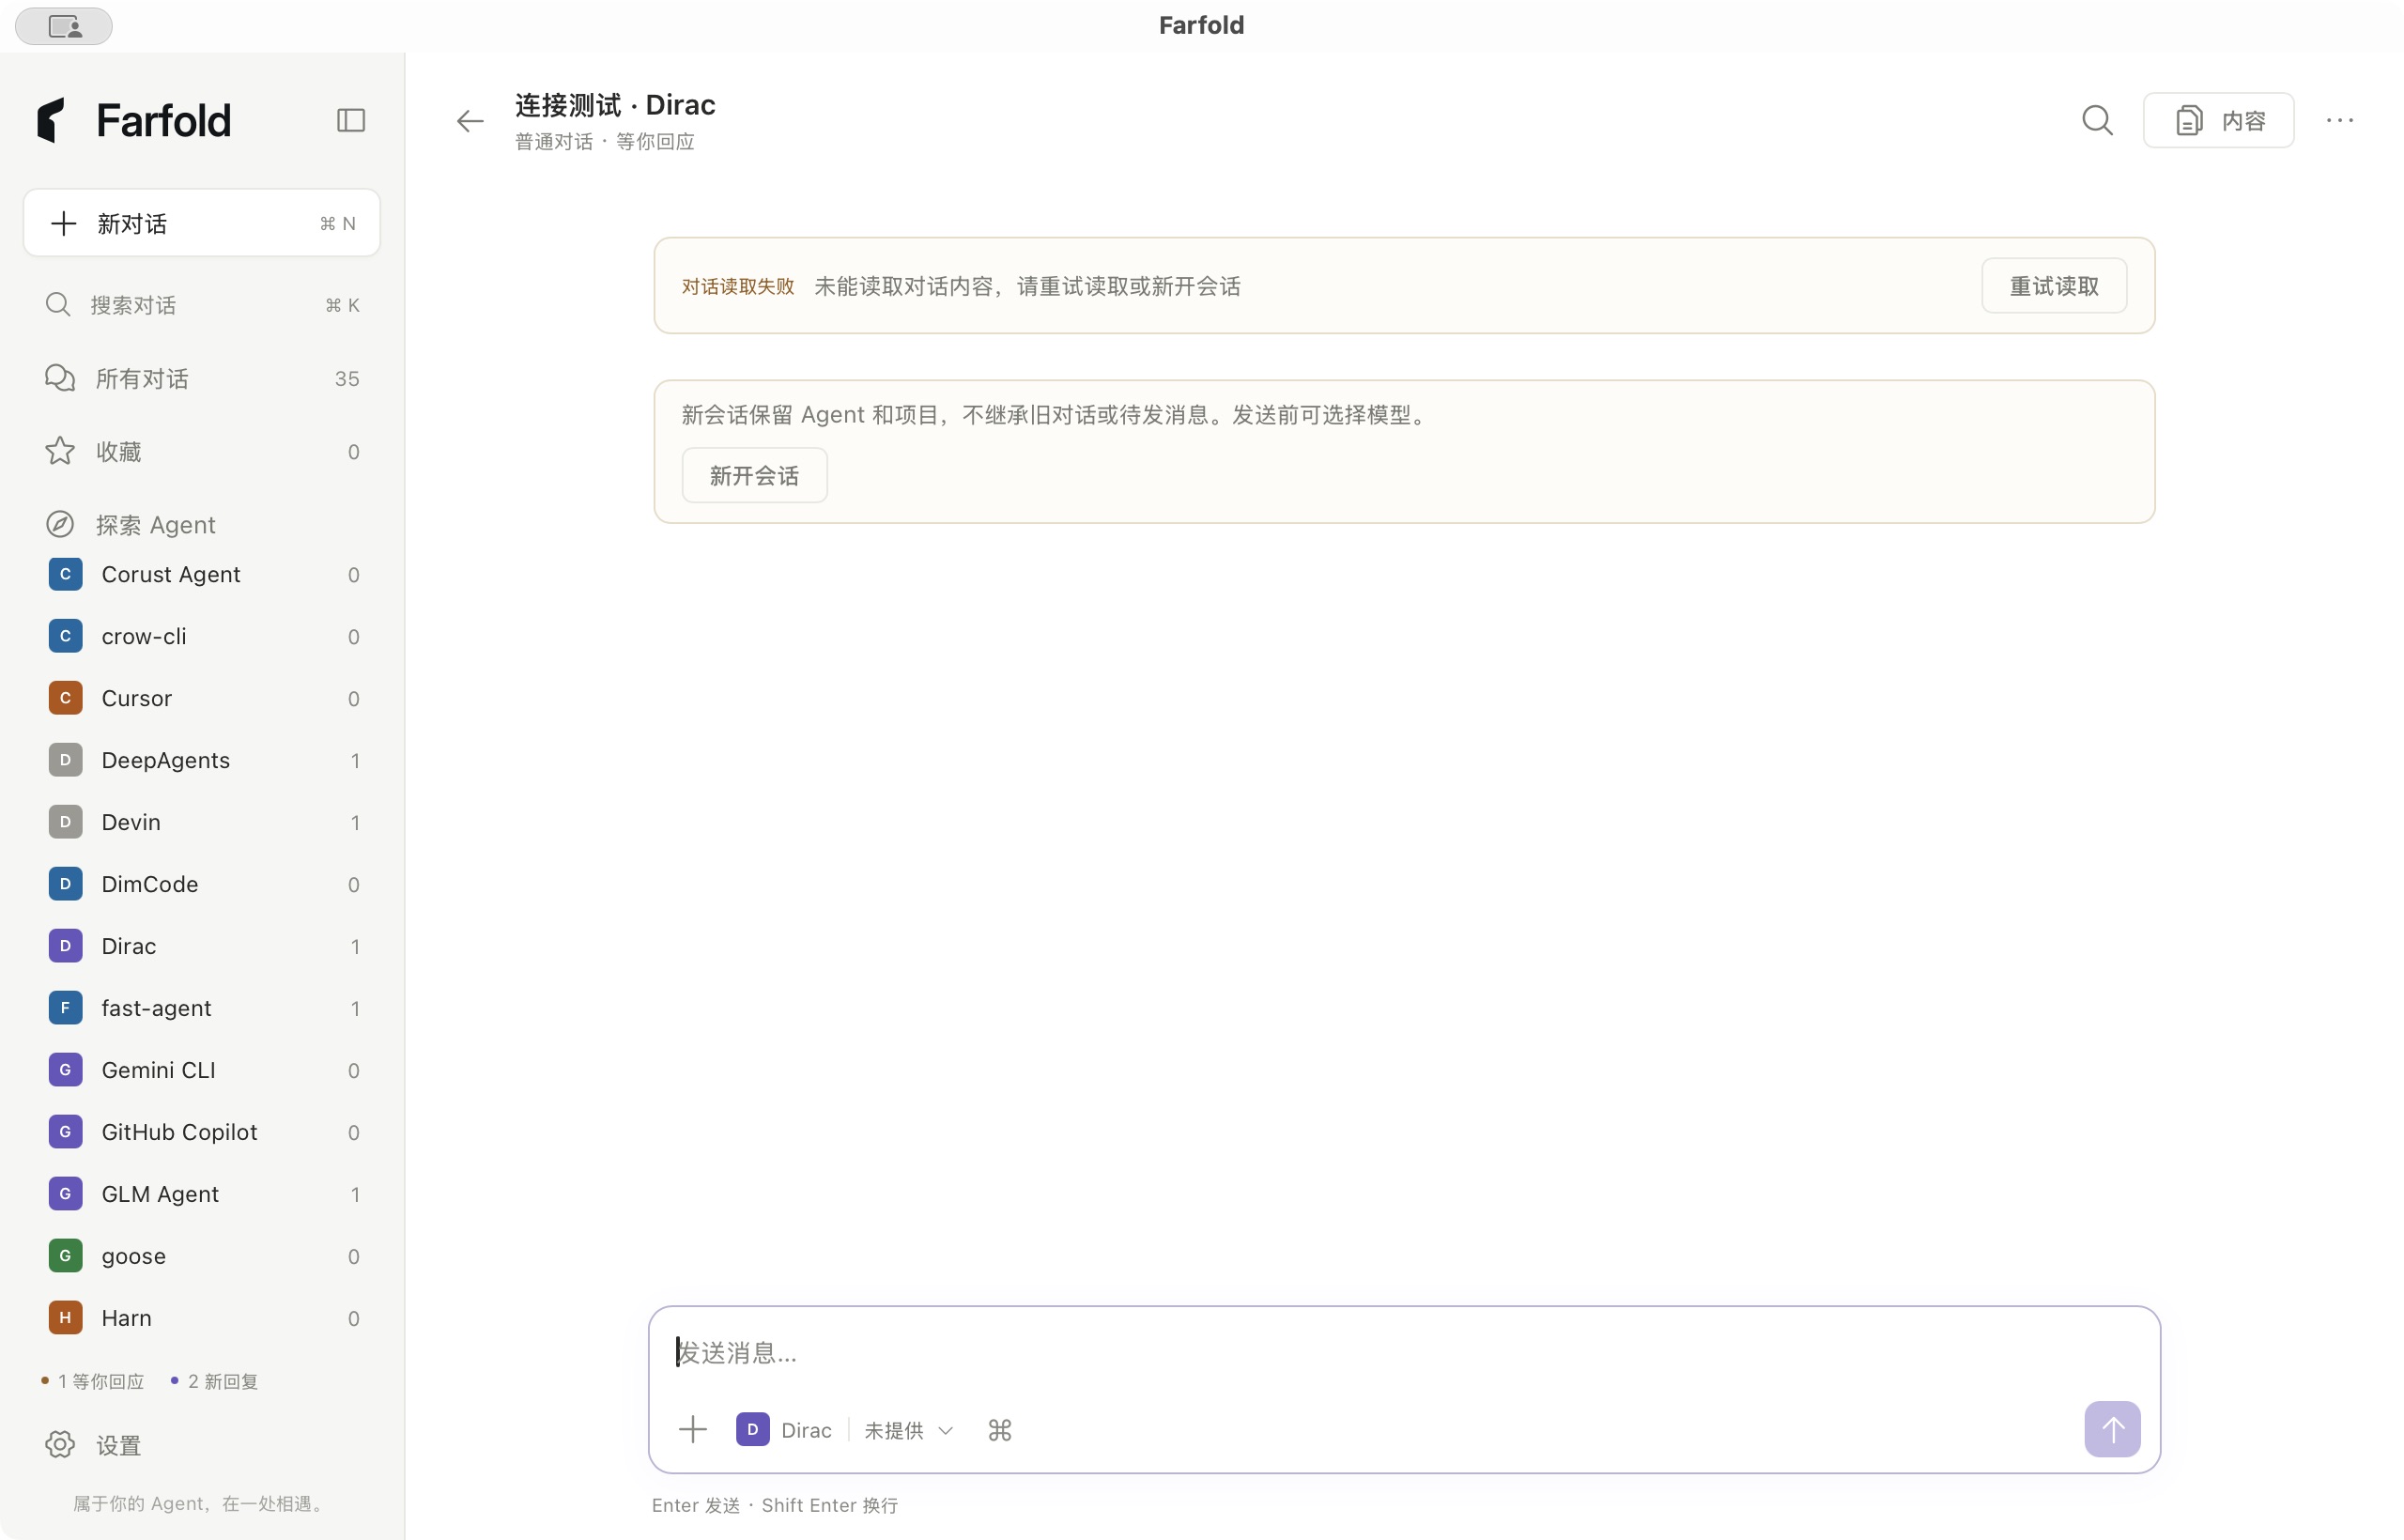 Farfold
Farfold
新对话 ⌘ N
搜索对话 ⌘ K
所有对话 35
收藏 0
探索 Agent
C Corust Agent 0
C crow-cli 0
C Cursor 0
D DeepAgents 1
D Devin 1
D DimCode 0
D Dirac 1
F fast-agent 1
G Gemini CLI 0
G GitHub Copilot 0
G GLM Agent 1
G goose 0
H Harn 0
1 等你回应 2 新回复
设置
属于你的 Agent，在一处相遇。
连接测试 · Dirac
普通对话 · 等你回应
内容
对话读取失败 未能读取对话内容，请重试读取或新开会话 重试读取
新会话保留 Agent 和项目，不继承旧对话或待发消息。发送前可选择模型。
新开会话
发送消息...
D Dirac 未提供 ⌘
Enter 发送 · Shift Enter 换行